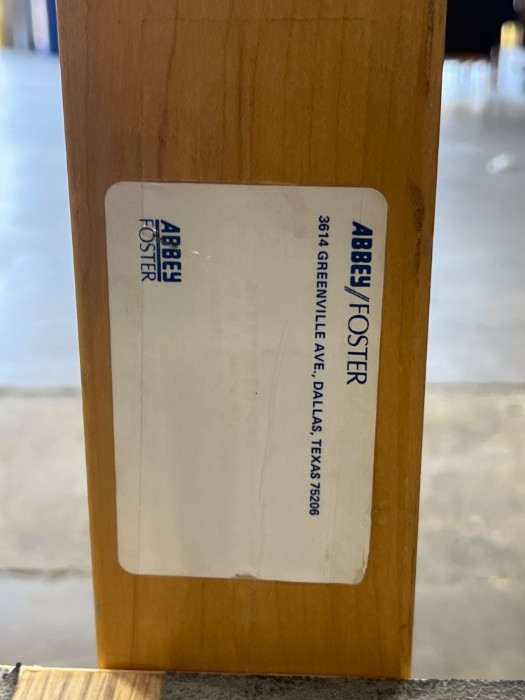 ABBEY//FOSTER
3614 GREENVILLE AVE., DALLAS, TEXAS 75206
ABBEY
FOSTER